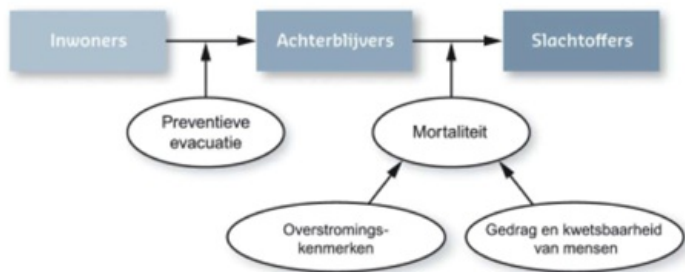 Inwoners
Achterblijvers
Slachtoffers
Preventieve
evacuatie
Mortaliteit
Overstromings-
kenmerken
Gedrag en kwetsbaarheid
van mensen